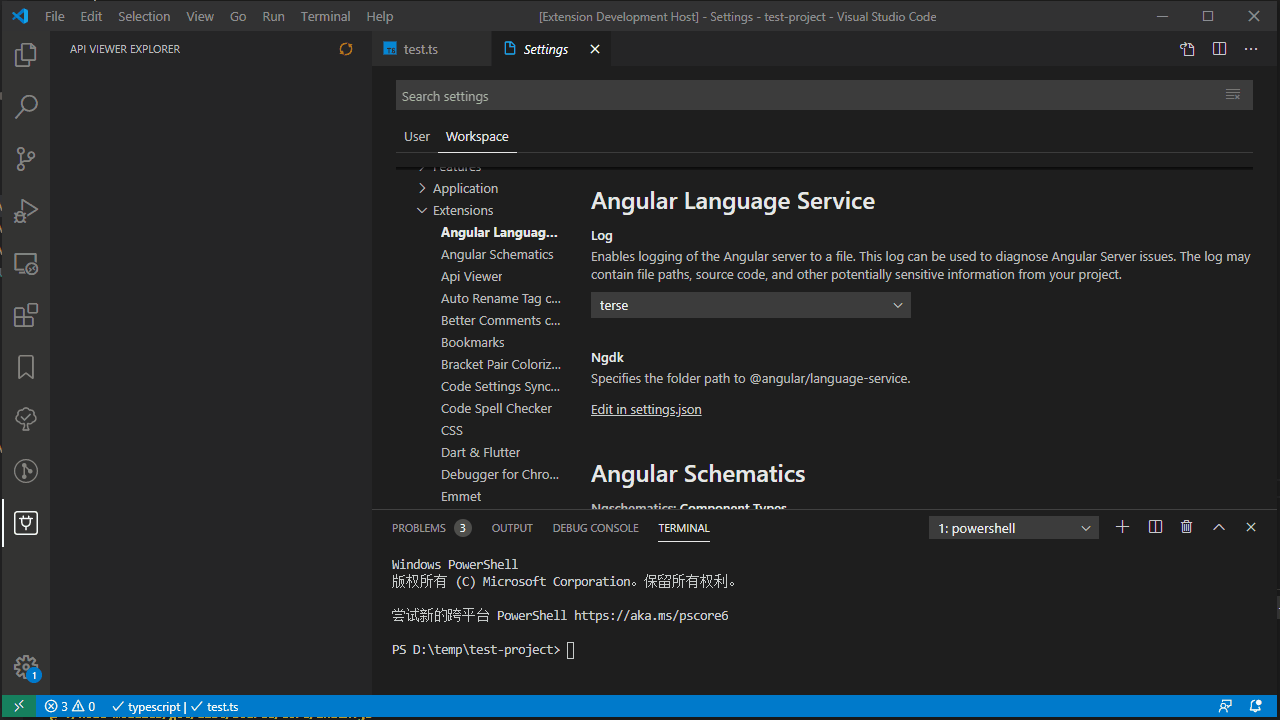 File Edit Selection View Go Run Terminal Help [Extension Development Host] - Settings - test-project - Visual Studio Code
API VIEWER EXPLORER
test.ts
Settings
Search settings
User Workspace
Features
Application
Extensions
Angular Languag...
Angular Schematics
Api Viewer
Auto Rename Tag c...
Better Comments c...
Bookmarks
Bracket Pair Coloriz...
Code Settings Sync...
Code Spell Checker
CSS
Dart & Flutter
Debugger for Chro...
Emmet
Angular Language Service
Log
Enables logging of the Angular server to a file. This log can be used to diagnose Angular Server issues. The log may
contain file paths, source code, and other potentially sensitive information from your project.
terse
Ngdk
Specifies the folder path to @angular/language-service.
Edit in settings.json
Angular Schematics
Ngschematics: Component Types
PROBLEMS 3 OUTPUT DEBUG CONSOLE TERMINAL 1: powershell
Windows PowerShell
版权所有 (C) Microsoft Corporation。保留所有权利。
尝试新的跨平台 PowerShell https://aka.ms/pscore6
PS D:\temp\test-project>
1
3 0 typescript | test.ts